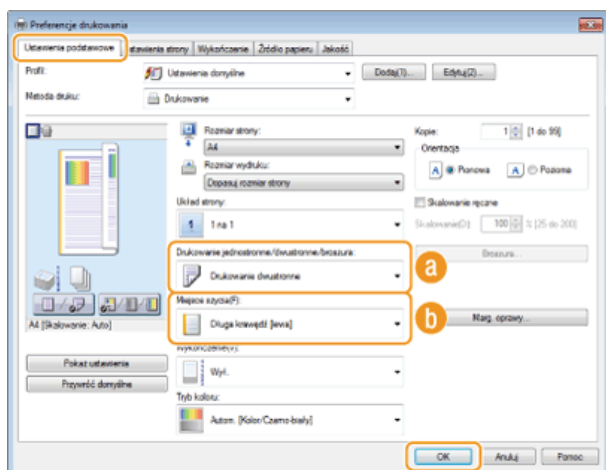 Preferencje drukowania
Ustawienia podstawowe Ustawienia strony Wykończenie Źródło papieru Jakość
Profil: Ustawienia domyślne Dodaj(1)... Edytuj(2)...
Metoda druku: Drukowanie
Rozmiar strony: Kopie: 1 [1 do 99]
A4 Orientacja
Rozmiar wydruku: A Pionowa A Pozioma
Dopasuj rozmiar strony
Układ strony: Skalowanie ręczne
1 1 na 1 Skalowanie(D): 100 % [25 do 200]
Drukowanie jednostronne/dwustronne/broszura: Broszura...
Drukowanie dwustronne a
Miejsce szycia(F):
Długa krawędź [lewa] b Marg. oprawy...
A4 [Skalowanie: Auto]
Wykończenie(V):
Pokaż ustawienia Wył.
Przywróć domyślne
Tryb koloru:
Autom. [Kolor/Czarno-biały]
OK Anuluj Pomoc